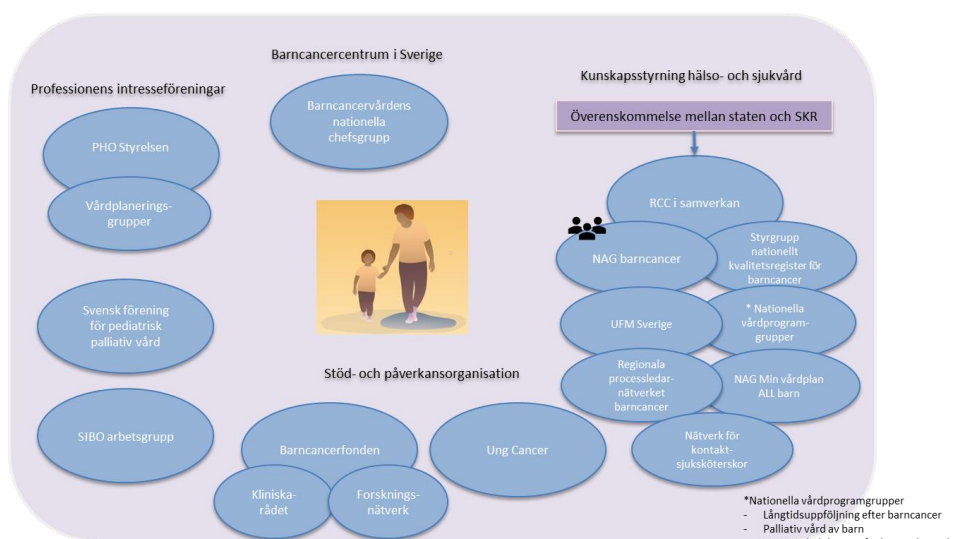 Barncancercentrum i Sverige
Professionens intresseföreningar
Kunskapsstyrning hälso- och sjukvård
Barncancervårdens
nationella
chefsgrupp
Överenskommelse mellan staten och SKR
PHO Styrelsen
Vårdplanerings-
grupper
RCC i samverkan
NAG barncancer
Styrgrupp
nationellt
kvalitetsregister för
barncancer
Svensk förening
för pediatrisk
palliativ vård
UFM Sverige
* Nationella
vårdprogram-
grupper
Stöd- och påverkansorganisation
Regionala
processledar-
nätverket
barncancer
NAG Min vårdplan
ALL barn
SIBO arbetsgrupp
Barncancerfonden
Ung Cancer
Nätverk för
kontakt-
sjuksköterskor
Kliniska-
rådet
Forsknings-
nätverk
*Nationella vårdprogramgrupper
- Långtidsuppföljning efter barncancer
- Palliativ vård av barn